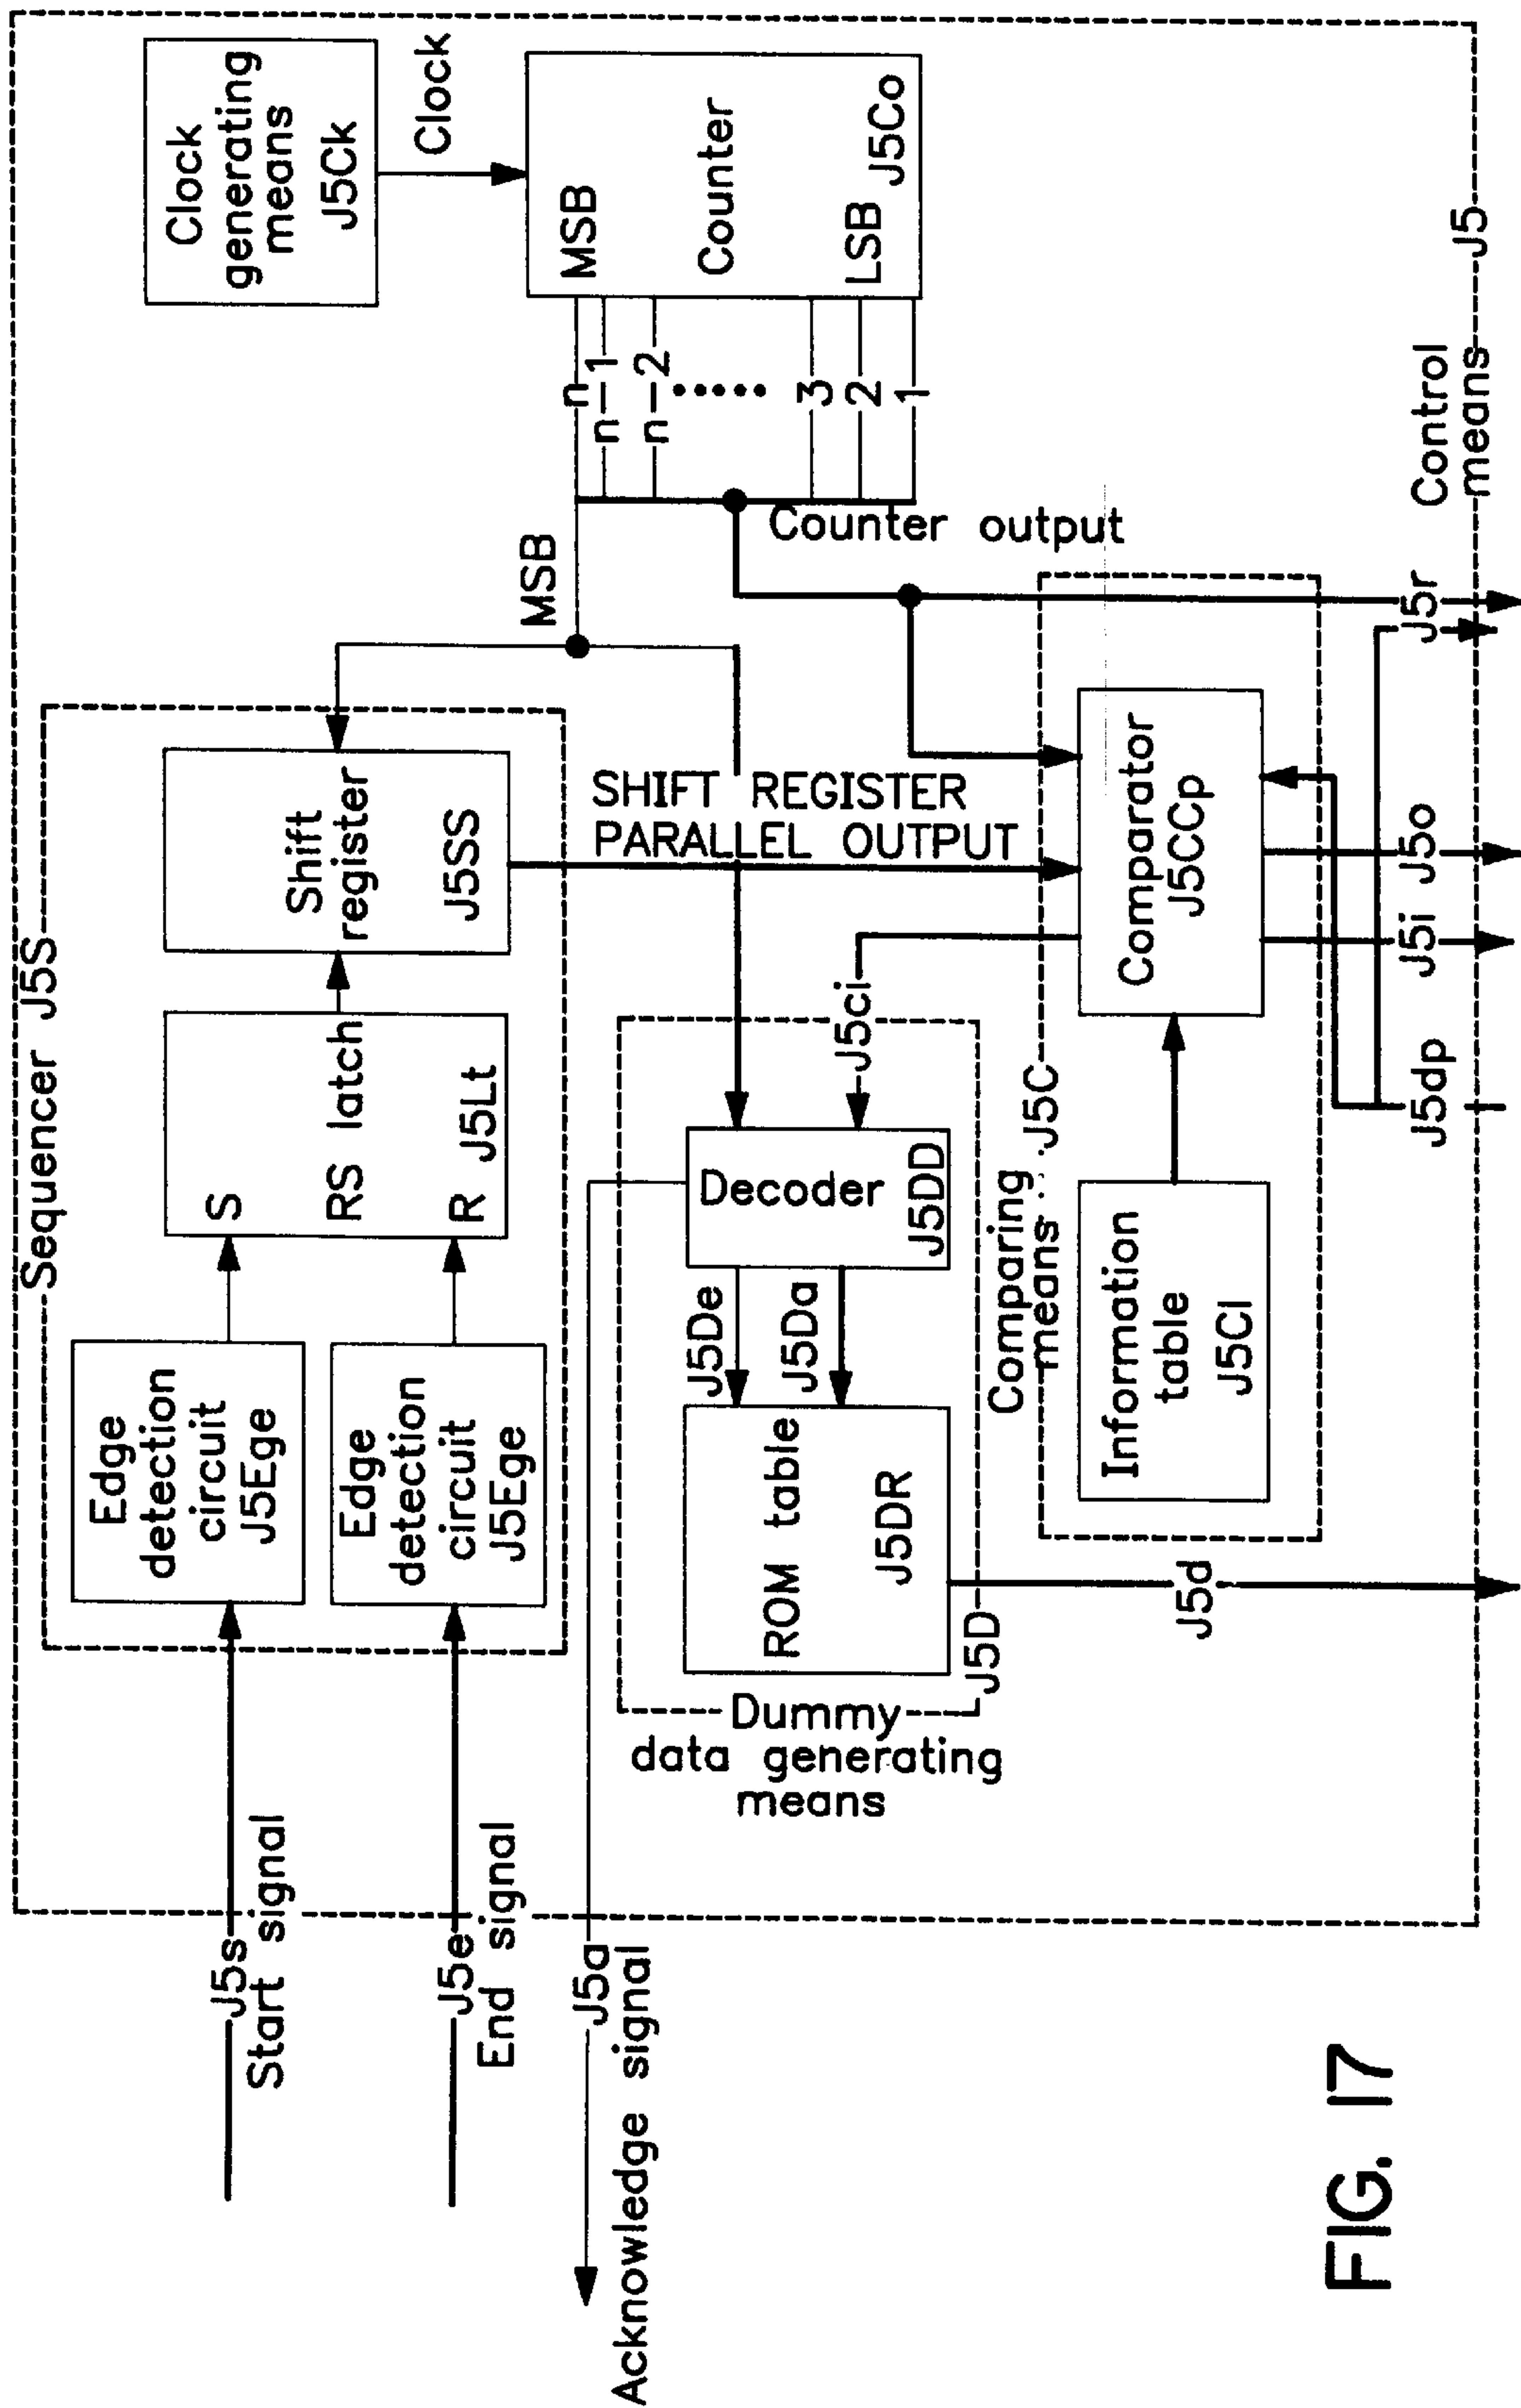 J5s
Start signal
J5e
End signal
J5a
Acknowledge signal
Sequencer J5S
Edge
detection
circuit
J5Ege
Edge
detection
circuit
J5Ege
S
RS latch
R
J5Lt
Shift
register
J5SS
Clock
generating
means
J5Ck
Clock
MSB
Counter
LSB
J5Co
n
n-1
n-2
.....
3
2
1
MSB
Counter output
SHIFT REGISTER
PARALLEL OUTPUT
Dummy
data generating
means
J5D
ROM table
J5DR
J5De
J5Da
Decoder
J5DD
J5ci
Comparing
means
J5C
Information
table
J5CI
Comparator
J5CCp
J5d
J5dp
J5i
J5o
J5r
Control
means
J5
FIG. 17